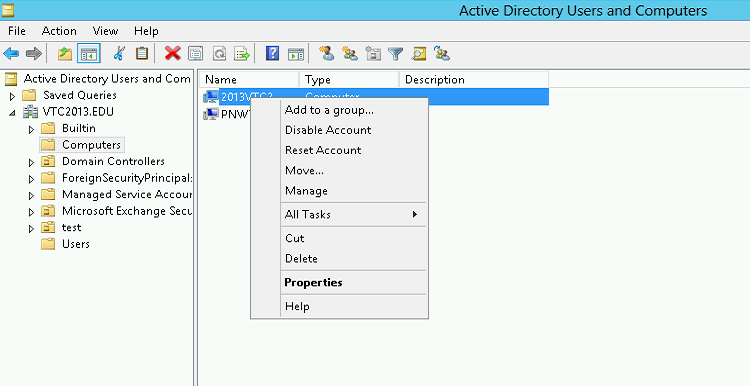 Active Directory Users and Computers
File Action View Help
Active Directory Users and Com
Saved Queries
VTC2013.EDU
Builtin
Computers
Domain Controllers
ForeignSecurityPrincipal:
Managed Service Accour
Microsoft Exchange Secu
test
Users
Name Type Description
2013VTC2 Computer
PNW
Add to a group...
Disable Account
Reset Account
Move...
Manage
All Tasks
Cut
Delete
Properties
Help